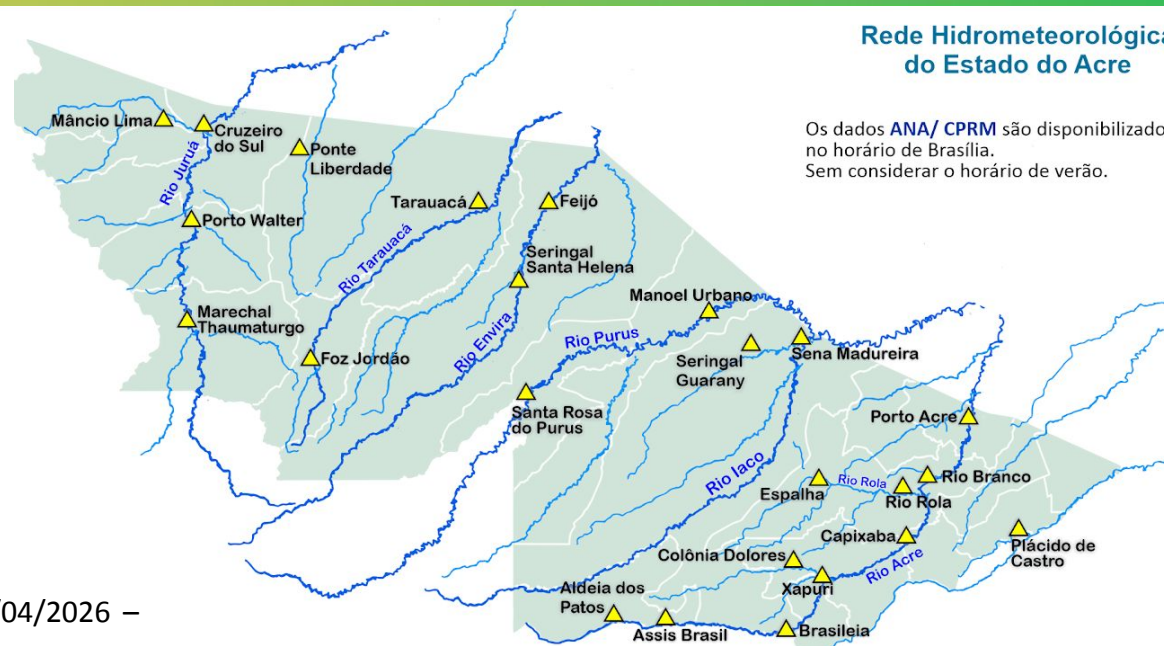 Rede Hidrometeorológica
do Estado do Acre
Os dados ANA/ CPRM são disponibilizado
no horário de Brasília.
Sem considerar o horário de verão.
Mâncio Lima
Cruzeiro
do Sul
Ponte
Liberdade
Rio Juruá
Porto Walter
Tarauacá
Feijó
Rio Tarauacá
Seringal
Santa Helena
Marechal
Thaumaturgo
Foz Jordão
Rio Envira
Manoel Urbano
Rio Purus
Seringal
Guarany
Sena Madureira
Santa Rosa
do Purus
Porto Acre
Rio Iaco
Espalha
Rio Rola
Rio Rola
Rio Branco
Capixaba
Plácido de
Castro
Colônia Dolores
Rio Acre
Xapuri
Aldeia dos
Patos
Assis Brasil
Brasileia
/04/2026 –